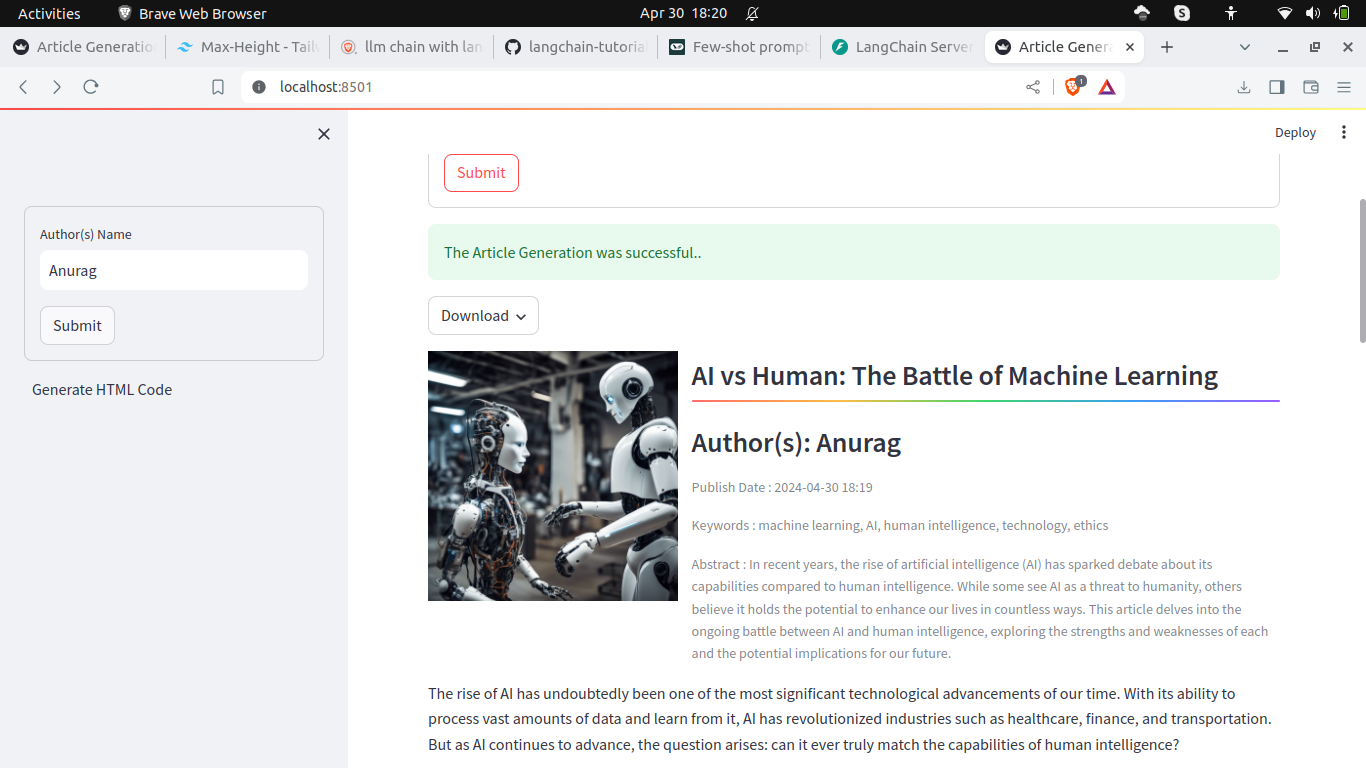 Activities
Brave Web Browser
Apr 30 18:20
Article Generatio
Max-Height - Tailv
llm chain with lan
langchain-tutorial
Few-shot prompt
LangChain Server
Article Genera
localhost:8501
1
Deploy
Author(s) Name
Anurag
Submit
Generate HTML Code
Submit
The Article Generation was successful..
Download
AI vs Human: The Battle of Machine Learning
Author(s): Anurag
Publish Date : 2024-04-30 18:19
Keywords : machine learning, AI, human intelligence, technology, ethics
Abstract : In recent years, the rise of artificial intelligence (AI) has sparked debate about its
capabilities compared to human intelligence. While some see AI as a threat to humanity, others
believe it holds the potential to enhance our lives in countless ways. This article delves into the
ongoing battle between AI and human intelligence, exploring the strengths and weaknesses of each
and the potential implications for our future.
The rise of AI has undoubtedly been one of the most significant technological advancements of our time. With its ability to
process vast amounts of data and learn from it, AI has revolutionized industries such as healthcare, finance, and transportation.
But as AI continues to advance, the question arises: can it ever truly match the capabilities of human intelligence?